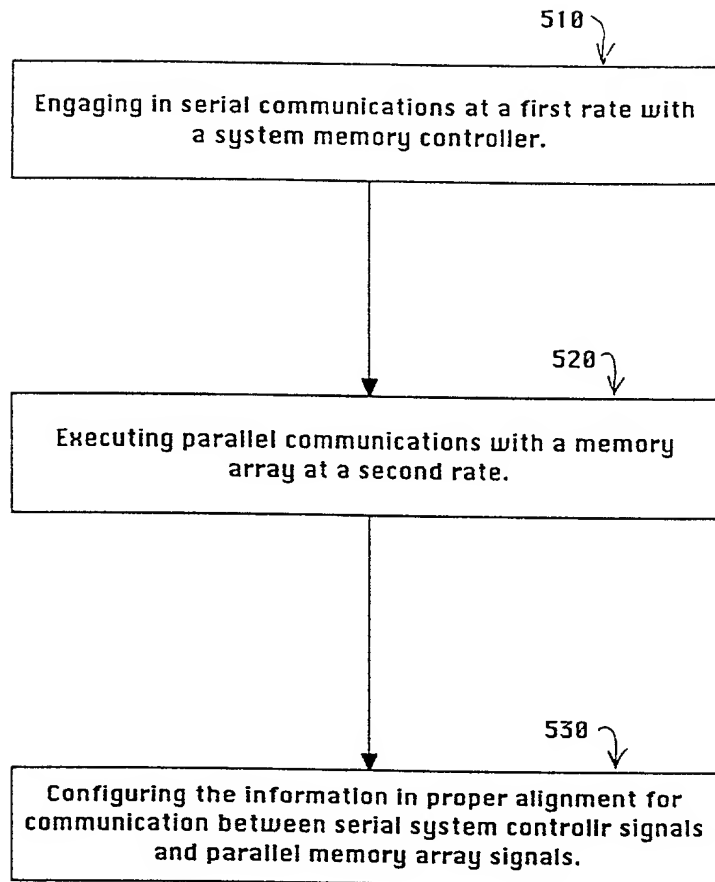 510
Engaging in serial communications at a first rate with
a system memory controller.
520
Executing parallel communications with a memory
array at a second rate.
530
Configuring the information in proper alignment for
communication between serial system controllr signals
and parallel memory array signals.